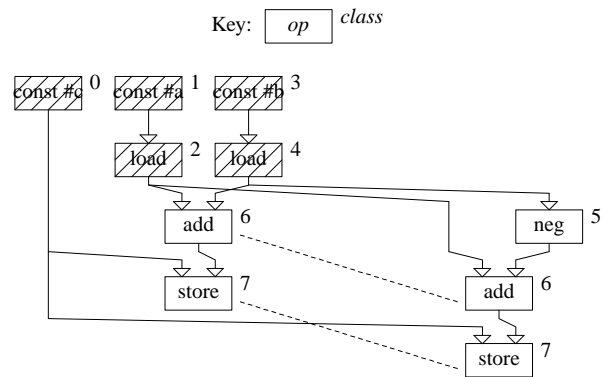 Key: op class
const #c 0 const #a 1 const #b 3
load 2 load 4
add 6 neg 5
store 7 add 6
store 7